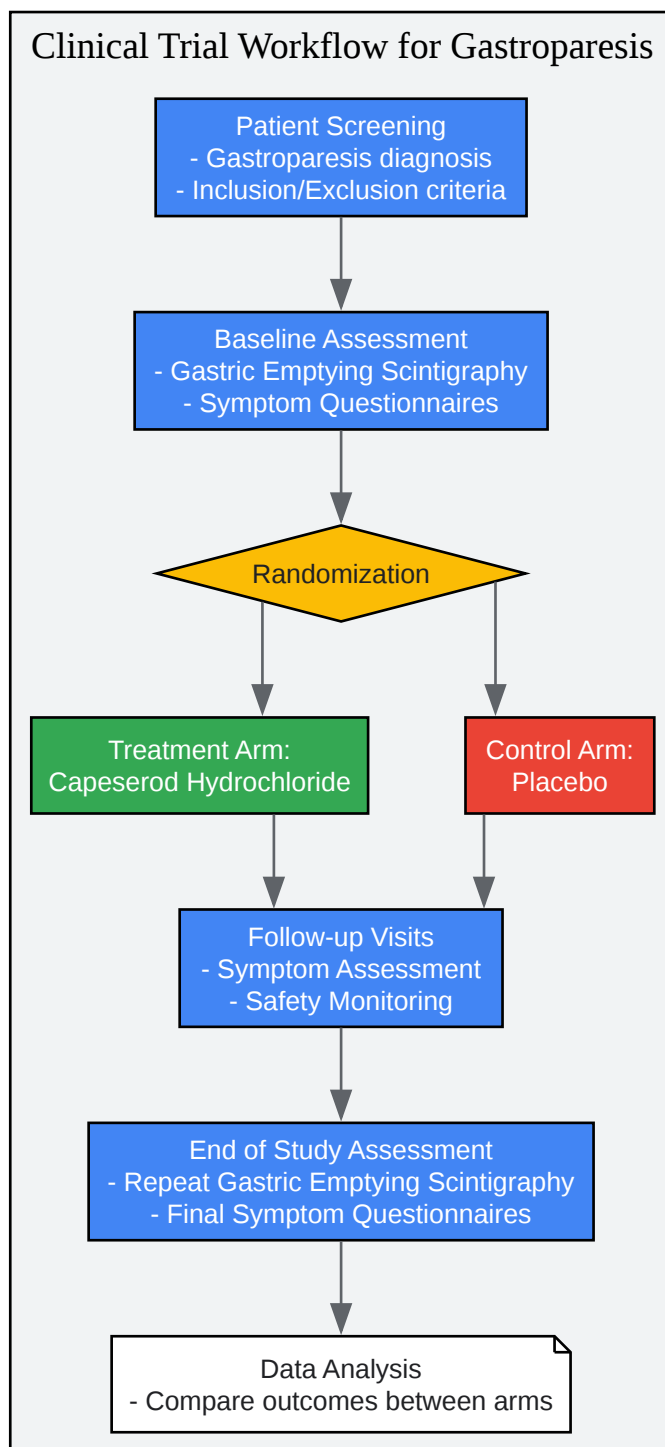 Clinical Trial Workflow for Gastroparesis
Patient Screening
- Gastroparesis diagnosis
- Inclusion/Exclusion criteria
Baseline Assessment
- Gastric Emptying Scintigraphy
- Symptom Questionnaires
Randomization
Treatment Arm:
Capeserod Hydrochloride
Control Arm:
Placebo
Follow-up Visits
- Symptom Assessment
- Safety Monitoring
End of Study Assessment
- Repeat Gastric Emptying Scintigraphy
- Final Symptom Questionnaires
Data Analysis
- Compare outcomes between arms